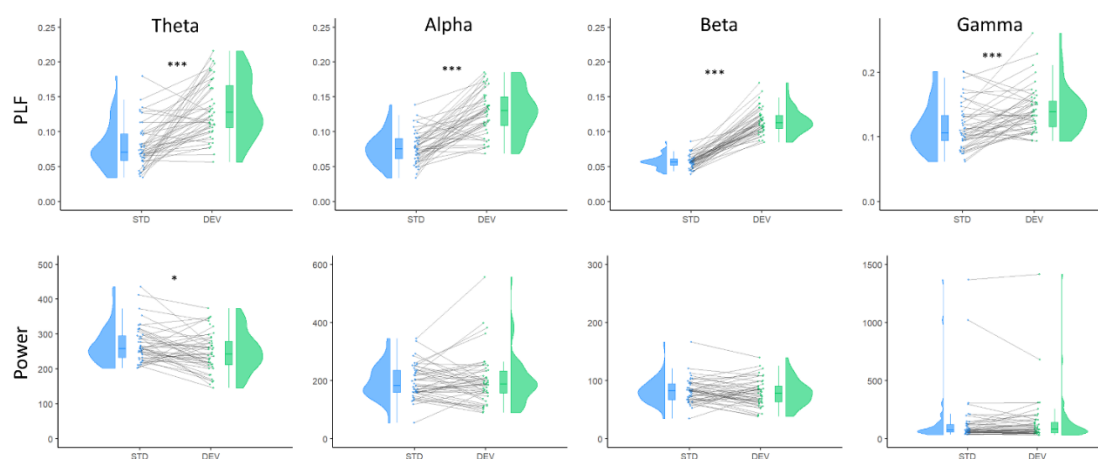 Theta Alpha Beta Gamma
PLF
0.25 0.20 0.15 0.10 0.05 0.00
***
STD DEV
0.25 0.20 0.15 0.10 0.05 0.00
***
STD DEV
0.25 0.20 0.15 0.10 0.05 0.00
***
STD DEV
0.2 0.1 0.0
***
STD DEV
Power
500 400 300 200 100 0
*
STD DEV
600 400 200 0
STD DEV
300 200 100 0
STD DEV
1500 1000 500 0
STD DEV